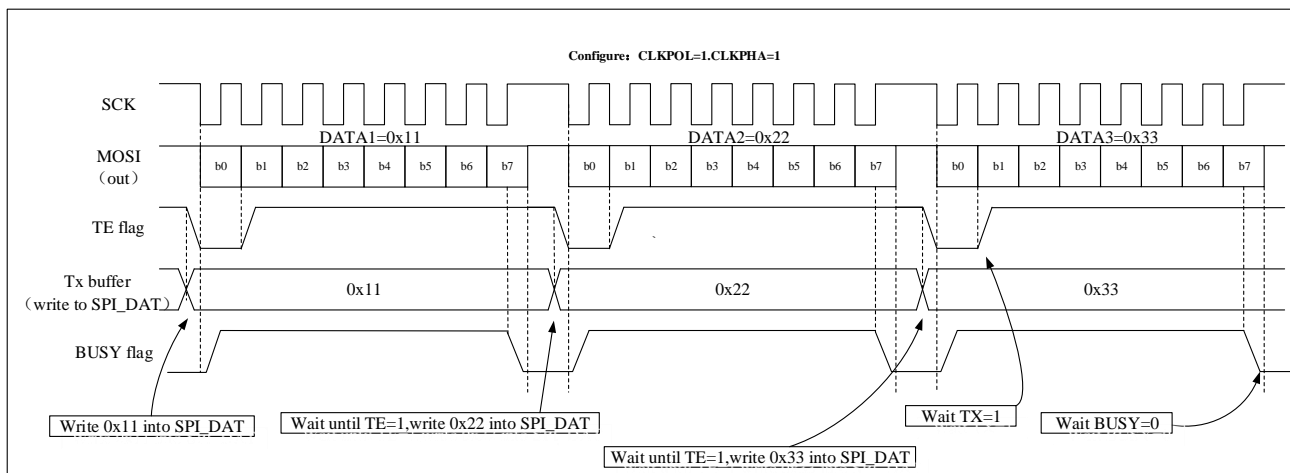 Configure：CLKPOL=1.CLKPHA=1
SCK
DATA1=0x11 DATA2=0x22 DATA3=0x33
MOSI
（out）
b0 b1 b2 b3 b4 b5 b6 b7 b0 b1 b2 b3 b4 b5 b6 b7 b0 b1 b2 b3 b4 b5 b6 b7
TE flag
Tx buffer
（write to SPI_DAT）
0x11 0x22 0x33
BUSY flag
Write 0x11 into SPI_DAT
Wait until TE=1,write 0x22 into SPI_DAT
Wait TX=1
Wait BUSY=0
Wait until TE=1,write 0x33 into SPI_DAT